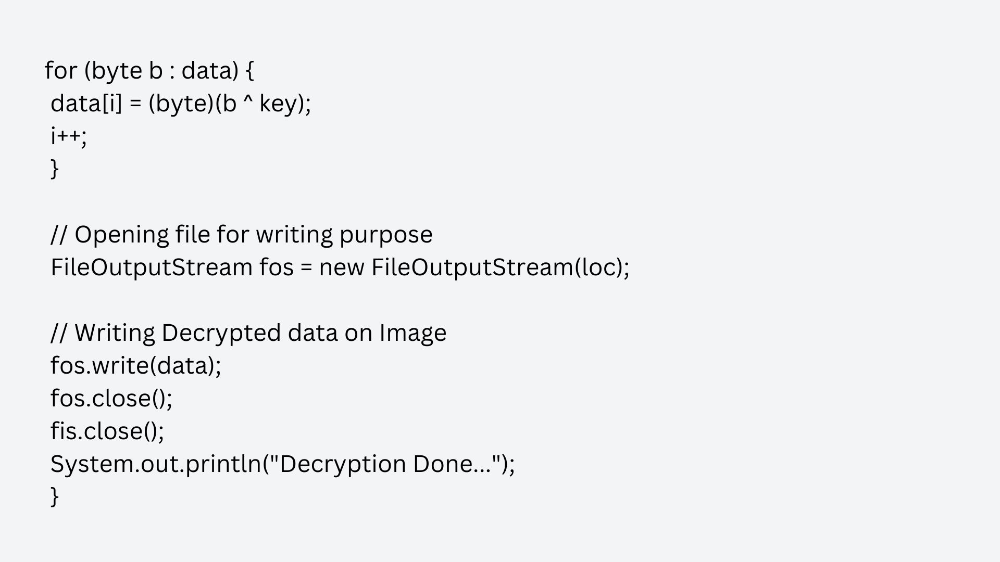 for (byte b : data) {
data[i] = (byte)(b ^ key);
i++;
}
// Opening file for writing purpose
FileOutputStream fos = new FileOutputStream(loc);
// Writing Decrypted data on Image
fos.write(data);
fos.close();
fis.close();
System.out.println("Decryption Done...");
}